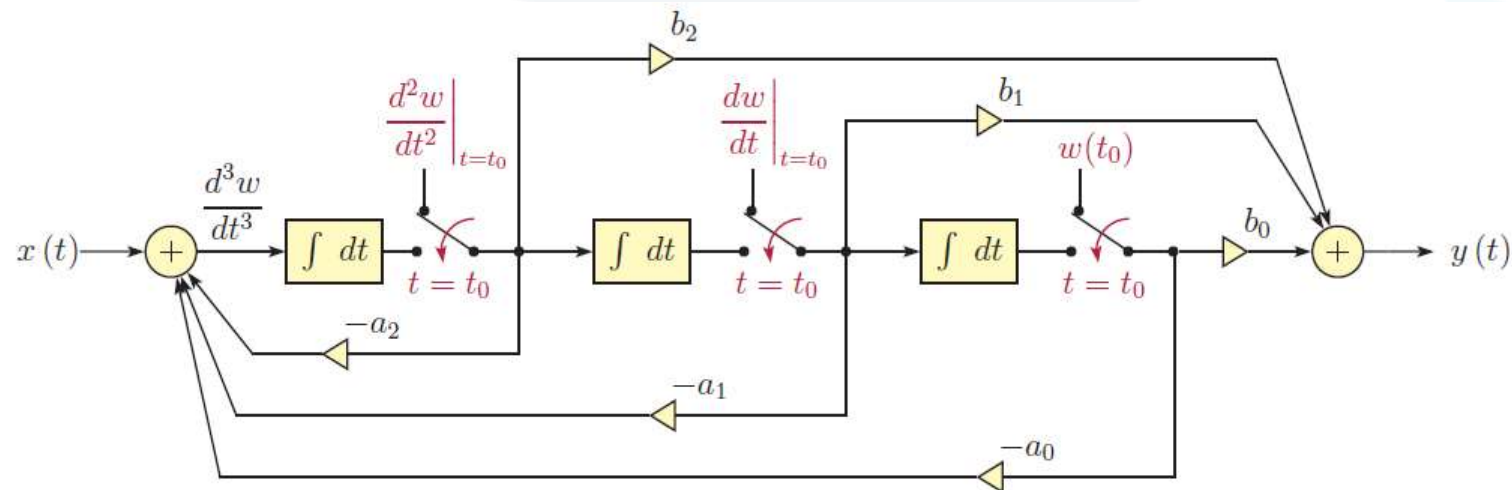 b₂
d²w/dt²|ₜ₌ₜ₀
dw/dt|ₜ₌ₜ₀
b₁
w(t₀)
d³w/dt³
b₀
x (t)
+
∫ dt
∫ dt
∫ dt
+
y (t)
t = t₀
t = t₀
t = t₀
−a₂
−a₁
−a₀